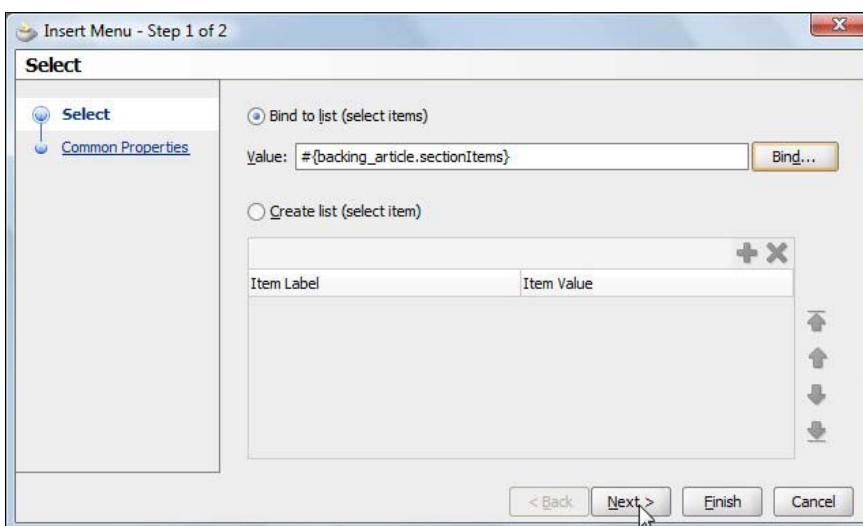 Insert Menu - Step 1 of 2
Select
Select
Common Properties
Bind to list (select items)
Value: #{backing_article.sectionItems} Bind...
Create list (select item)
Item Label Item Value
< Back Next > Finish Cancel